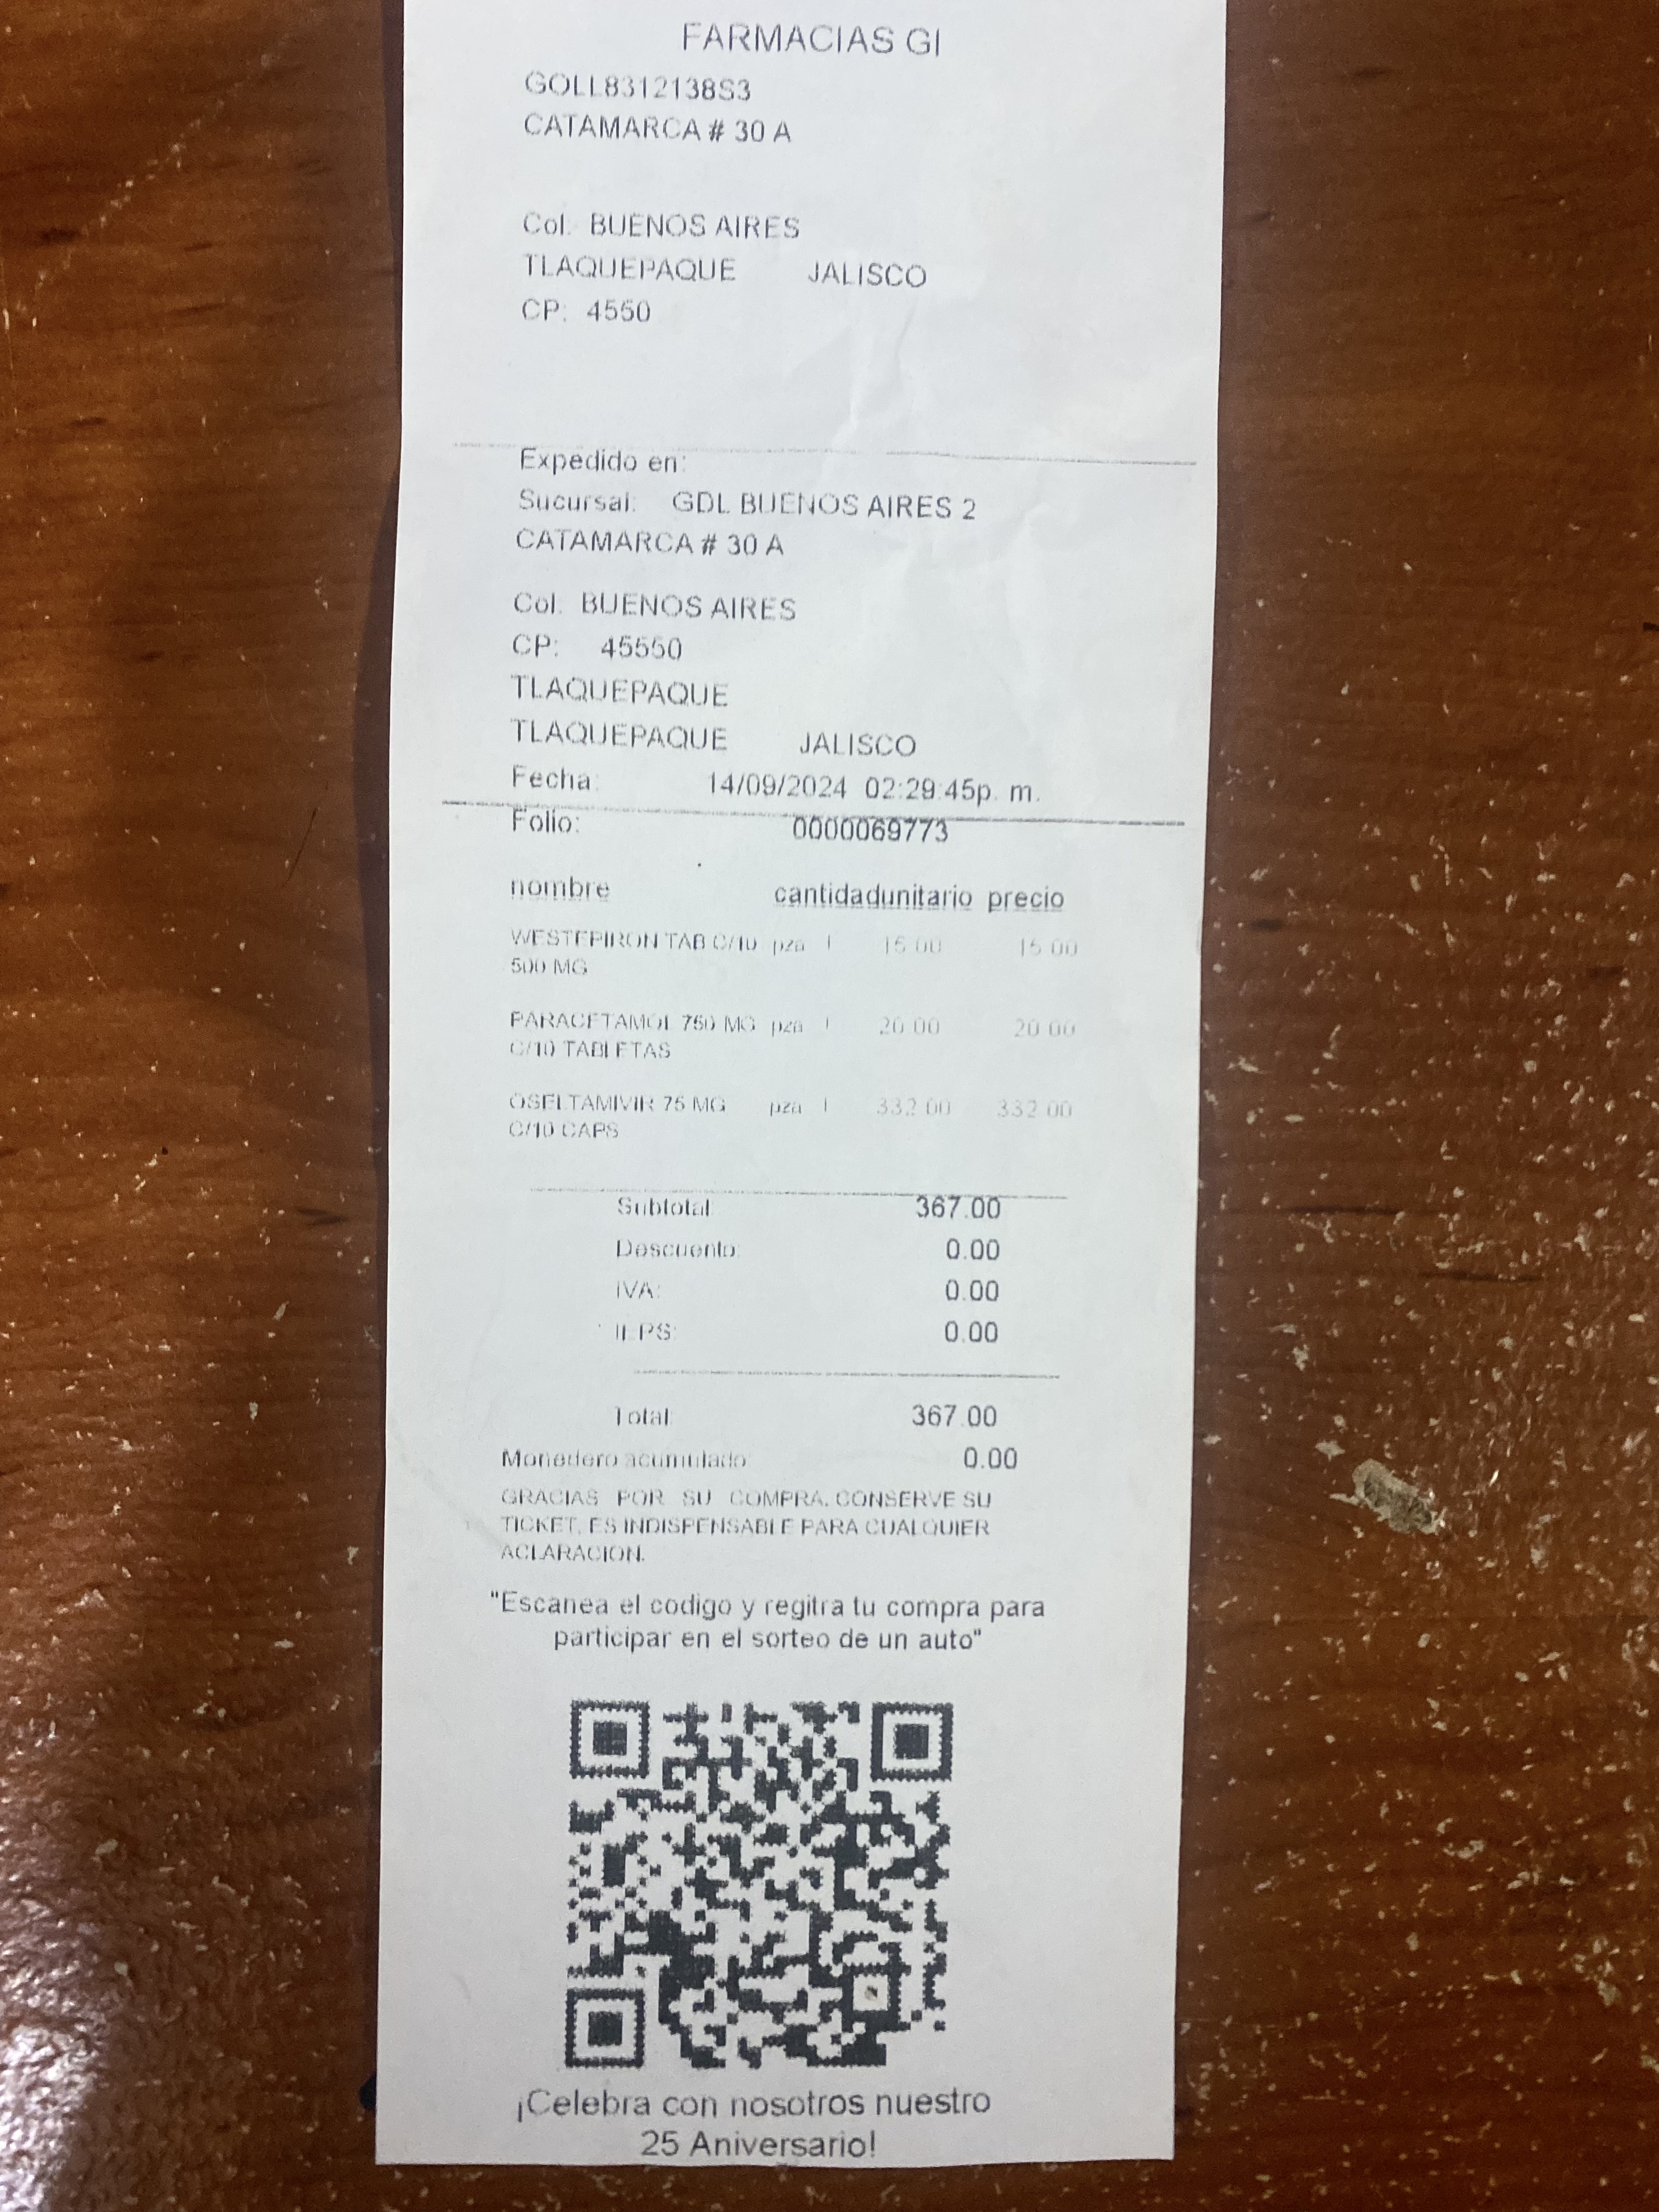 FARMACIAS GI
GOLL8312138S3
CATAMARCA # 30 A
Col: BUENOS AIRES
TLAQUEPAQUE JALISCO
CP: 4550
Expedido en:
Sucursal: GDL BUENOS AIRES 2
CATAMARCA # 30 A
Col: BUENOS AIRES
CP: 45550
TLAQUEPAQUE
TLAQUEPAQUE JALISCO
Fecha: 14/09/2024 02:29:45p. m.
Folio: 0000069773
nombre cantidadunitario precio
WESTEPIRON TAB C/10 pza 1 15.00 15.00
500 MG
PARACETAMOL 750 MG pza 1 20.00 20.00
C/10 TABLETAS
OSELTAMIVIR 75 MG pza 1 332.00 332.00
C/10 CAPS
Subtotal: 367.00
Descuento: 0.00
IVA: 0.00
IEPS: 0.00
Total: 367.00
Monedero acumulado: 0.00
GRACIAS POR SU COMPRA. CONSERVE SU
TICKET, ES INDISPENSABLE PARA CUALQUIER
ACLARACION.
"Escanea el codigo y regitra tu compra para
participar en el sorteo de un auto"
¡Celebra con nosotros nuestro
25 Aniversario!